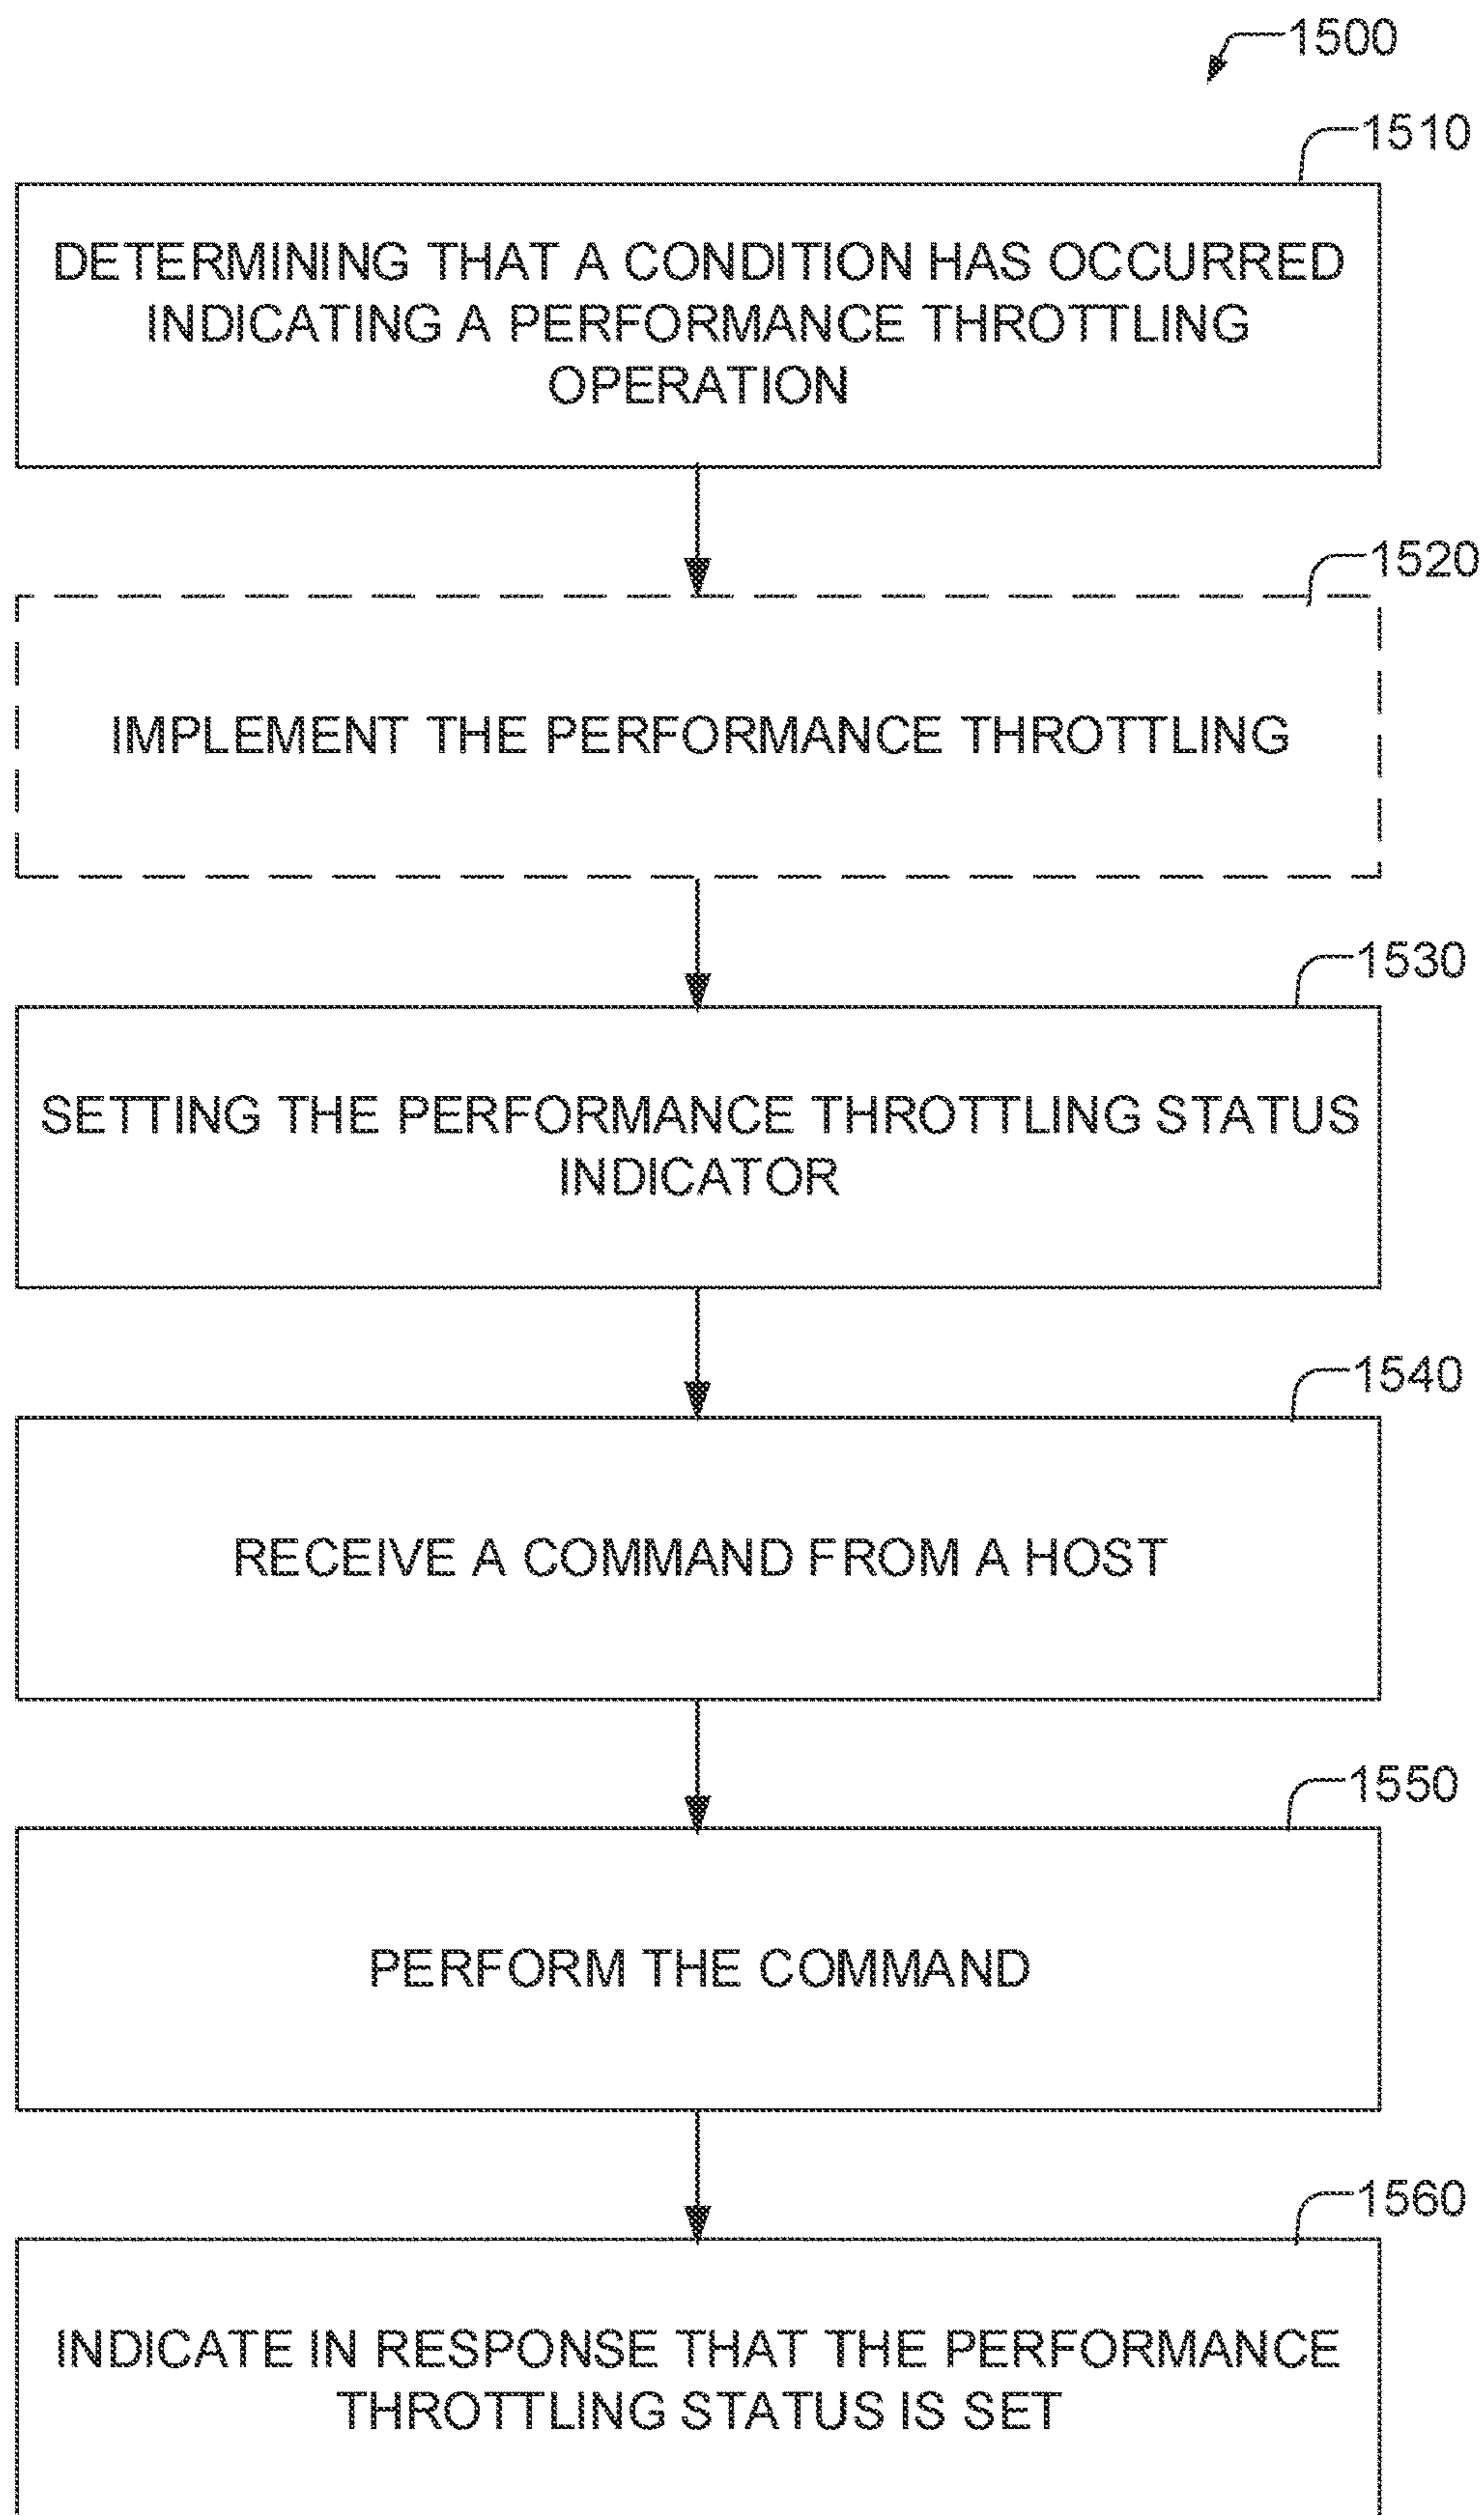 1500
1510
DETERMINING THAT A CONDITION HAS OCCURRED
INDICATING A PERFORMANCE THROTTLING
OPERATION
1520
IMPLEMENT THE PERFORMANCE THROTTLING
1530
SETTING THE PERFORMANCE THROTTLING STATUS
INDICATOR
1540
RECEIVE A COMMAND FROM A HOST
1550
PERFORM THE COMMAND
1560
INDICATE IN RESPONSE THAT THE PERFORMANCE
THROTTLING STATUS IS SET